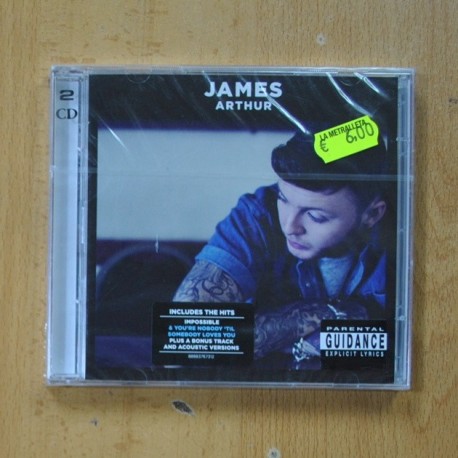 2
CD
JAMES
ARTHUR
LA METRALLETA
€ 6,00
INCLUDES THE HITS
IMPOSSIBLE
& YOU'RE NOBODY 'TIL
SOMEBODY LOVES YOU
PLUS A BONUS TRACK
AND ACOUSTIC VERSIONS
PARENTAL
GUIDANCE
EXPLICIT LYRICS